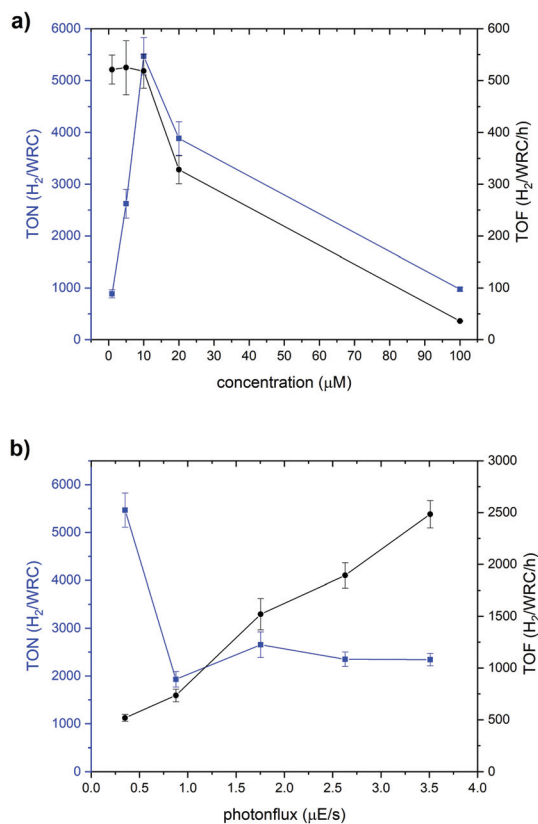 a)
6000
5000
4000
3000
2000
1000
0
TON (H₂/WRC)
600
500
400
300
200
100
0
TOF (H₂/WRC/h)
0 10 20 30 40 50 60 70 80 90 100
concentration (μM)
b)
6000
5000
4000
3000
2000
1000
0
TON (H₂/WRC)
3000
2500
2000
1500
1000
500
0
TOF (H₂/WRC/h)
0.0 0.5 1.0 1.5 2.0 2.5 3.0 3.5 4.0
photonflux (μE/s)